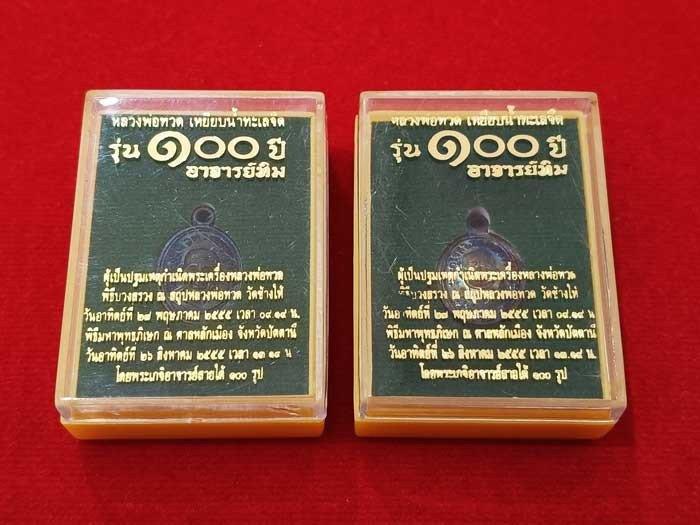 หลวงพ่อทวด เหยียบน้ำทะเลจืด
รุ่น ๑๐๐ ปี
อาจารย์ทิม
ผู้เป็นปฐมเหตุกำเนิดพระเครื่องหลวงพ่อทวด
พิธีบวงสรวง ณ สถูปหลวงพ่อทวด วัดช้างให้
วันอาทิตย์ที่ ๒๗ พฤษภาคม ๒๕๕๕ เวลา ๐๙.๑๙ น.
พิธีมหาพุทธาภิเษก ณ ศาลหลักเมือง จังหวัดปัตตานี
วันอาทิตย์ที่ ๒๖ สิงหาคม ๒๕๕๕ เวลา ๑๓.๑๙ น.
โดยพระเกจิอาจารย์สายใต้ ๑๐๐ รูป
หลวงพ่อทวด เหยียบน้ำทะเลจืด
รุ่น ๑๐๐ ปี
อาจารย์ทิม
ผู้เป็นปฐมเหตุกำเนิดพระเครื่องหลวงพ่อทวด
พิธีบวงสรวง ณ สถูปหลวงพ่อทวด วัดช้างให้
วันอาทิตย์ที่ ๒๗ พฤษภาคม ๒๕๕๕ เวลา ๐๙.๑๙ น.
พิธีมหาพุทธาภิเษก ณ ศาลหลักเมือง จังหวัดปัตตานี
วันอาทิตย์ที่ ๒๖ สิงหาคม ๒๕๕๕ เวลา ๑๓.๑๙ น.
โดยพระเกจิอาจารย์สายใต้ ๑๐๐ รูป